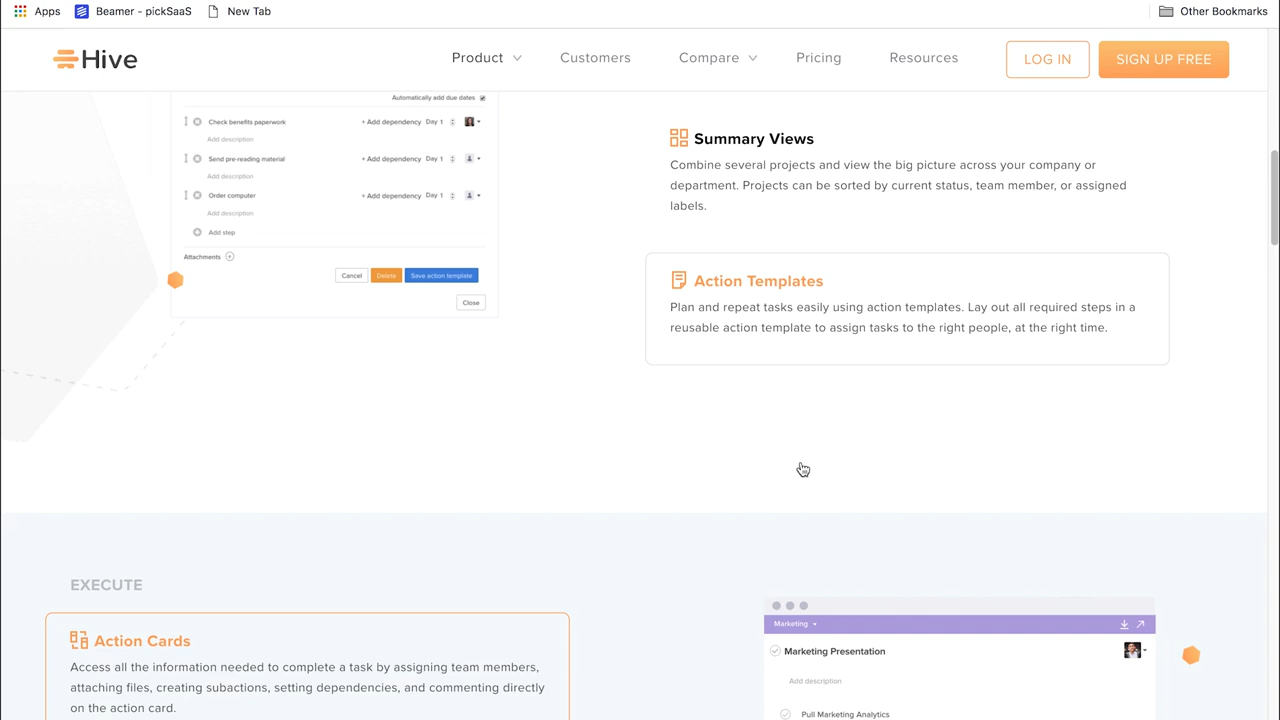 Apps
Beamer - pickSaaS
New Tab
Other Bookmarks
Hive
Product
Customers
Compare
Pricing
Resources
LOG IN
SIGN UP FREE
Automatically add due dates
Check benefits paperwork
+ Add dependency Day 1
Add description
Send pre-reading material
+ Add dependency Day 1
Add description
Order computer
+ Add dependency Day 1
Add description
Add step
Attachments
Cancel
Delete
Save action template
Close
Summary Views
Combine several projects and view the big picture across your company or
department. Projects can be sorted by current status, team member, or assigned
labels.
Action Templates
Plan and repeat tasks easily using action templates. Lay out all required steps in a
reusable action template to assign tasks to the right people, at the right time.
EXECUTE
Action Cards
Access all the information needed to complete a task by assigning team members,
attaching files, creating subactions, setting dependencies, and commenting directly
on the action card.
Marketing
Marketing Presentation
Add description
Pull Marketing Analytics